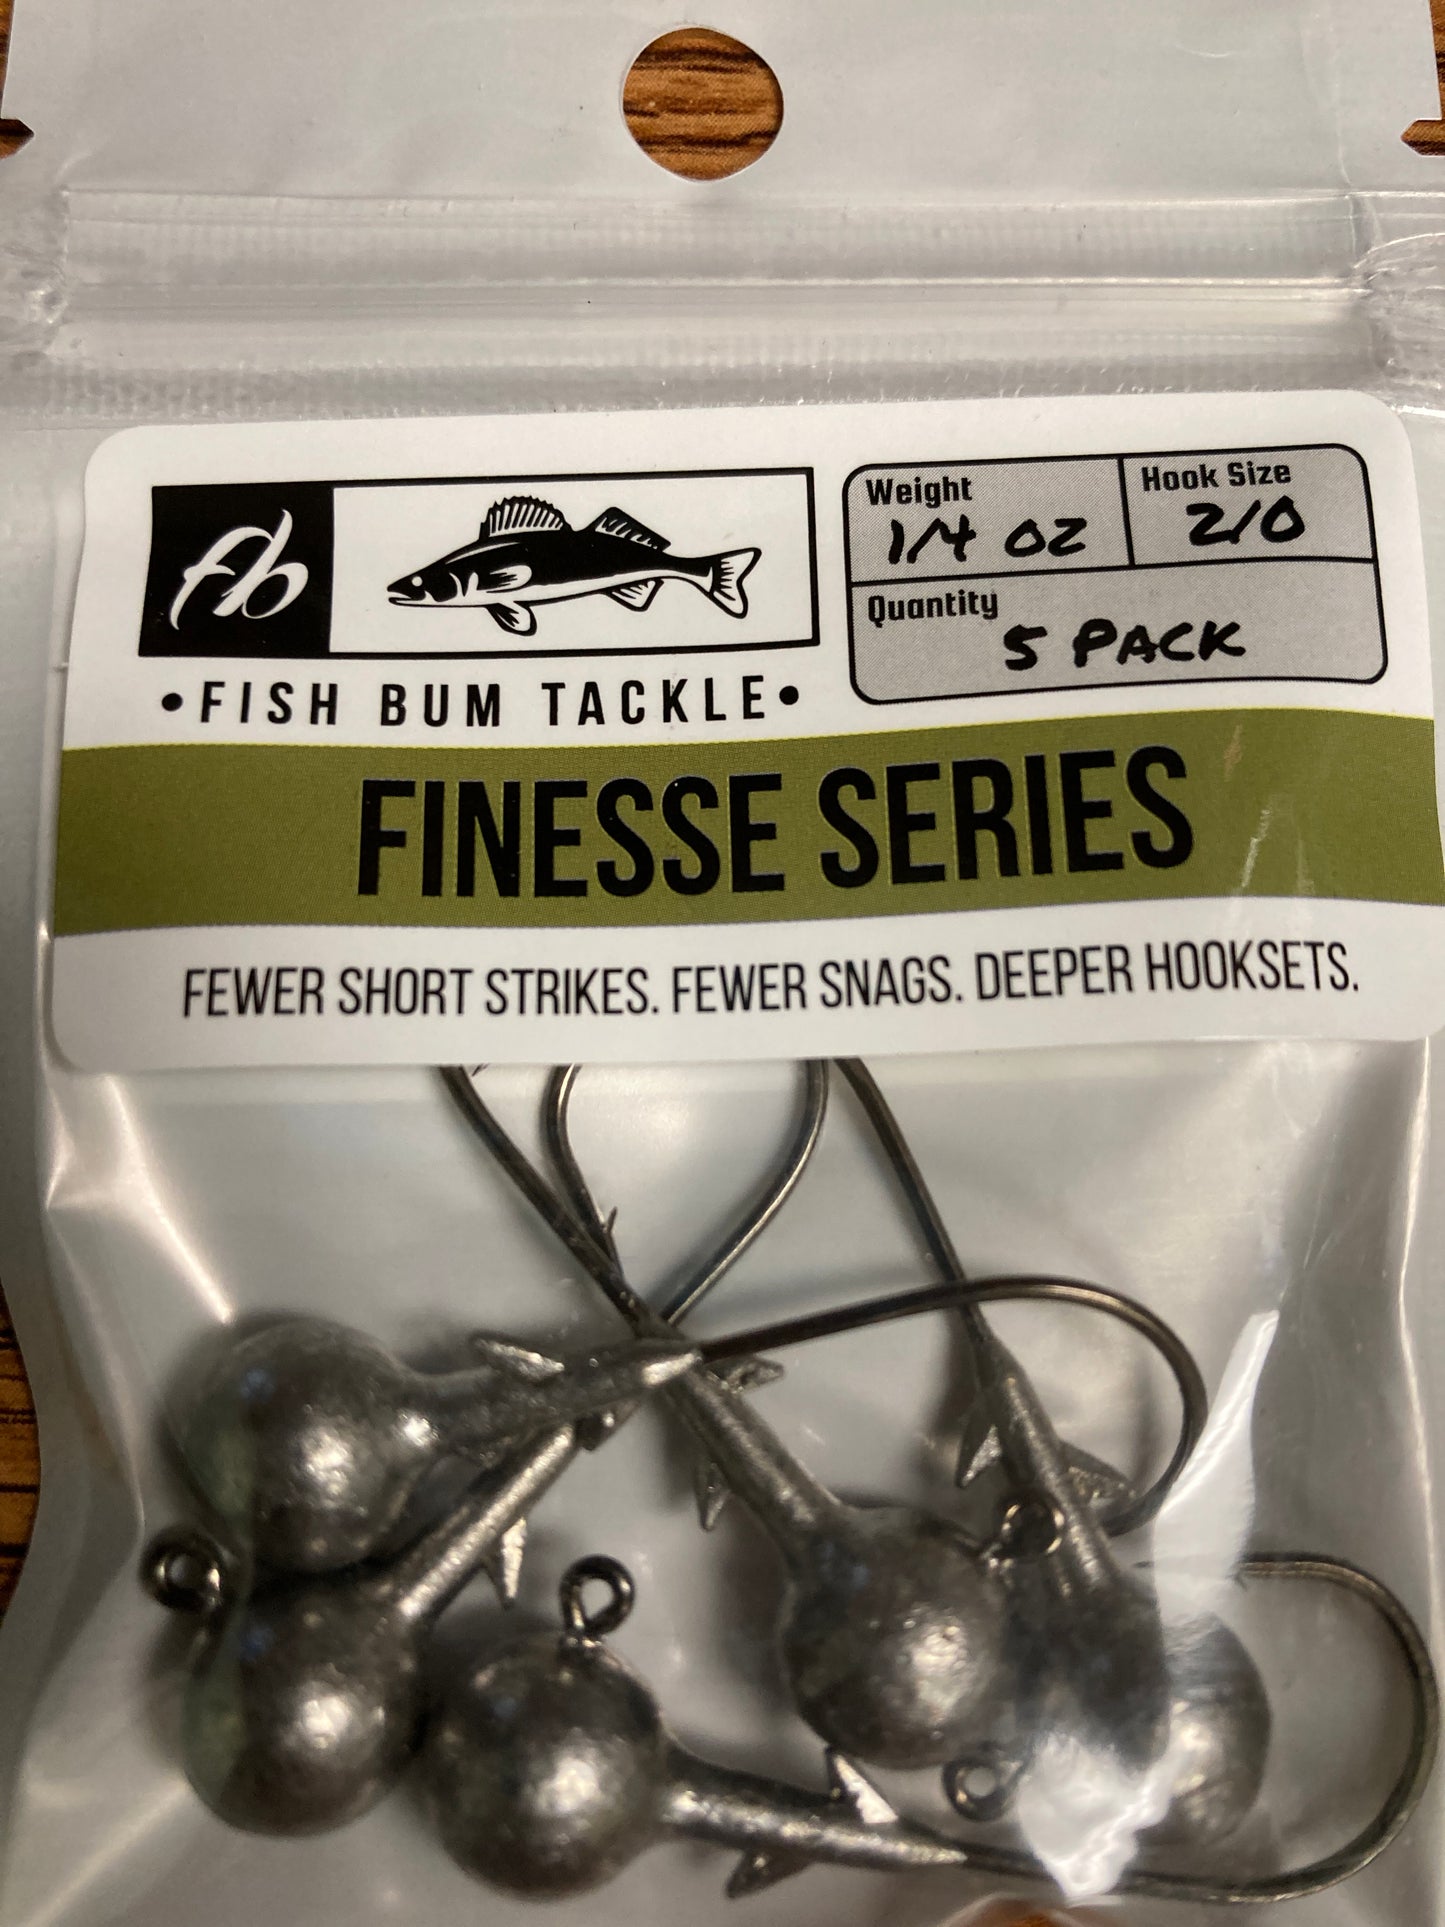 fb
• FISH BUM TACKLE •
Weight
1/4 OZ
Hook Size
2/0
Quantity
5 PACK
FINESSE SERIES
FEWER SHORT STRIKES. FEWER SNAGS. DEEPER HOOKSETS.